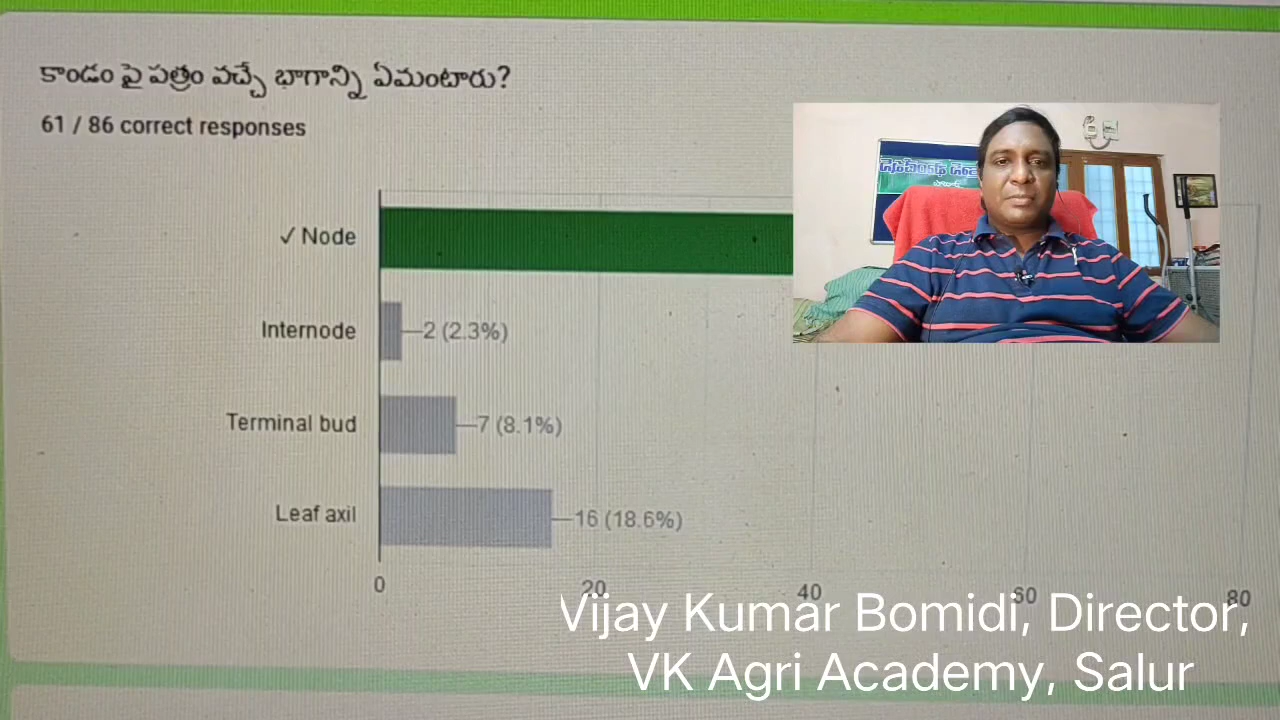 కాండం పై పత్రం వచ్చే భాగాన్ని ఏమంటారు?
61 / 86 correct responses
✓ Node
Internode
2 (2.3%)
Terminal bud
7 (8.1%)
Leaf axil
16 (18.6%)
0
20
40
60
80
Vijay Kumar Bomidi, Director,
VK Agri Academy, Salur